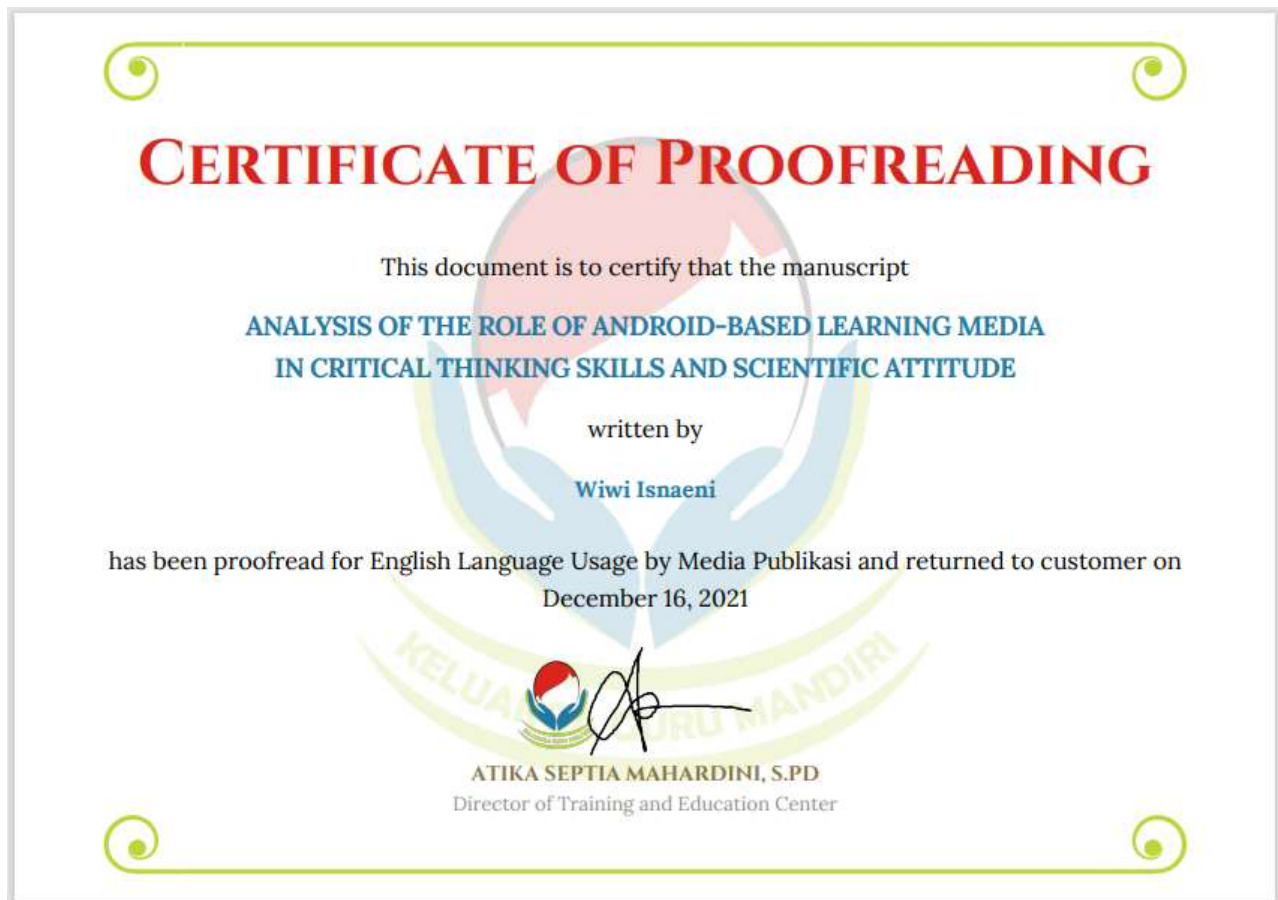 CERTIFICATE OF PROOFREADING
This document is to certify that the manuscript
ANALYSIS OF THE ROLE OF ANDROID-BASED LEARNING MEDIA
IN CRITICAL THINKING SKILLS AND SCIENTIFIC ATTITUDE
written by
Wiwi Isnaeni
has been proofread for English Language Usage by Media Publikasi and returned to customer on
December 16, 2021
MANDIRI
ATIKA SEPTIA MAHARDINI, S.PD
Director of Training and Education Center